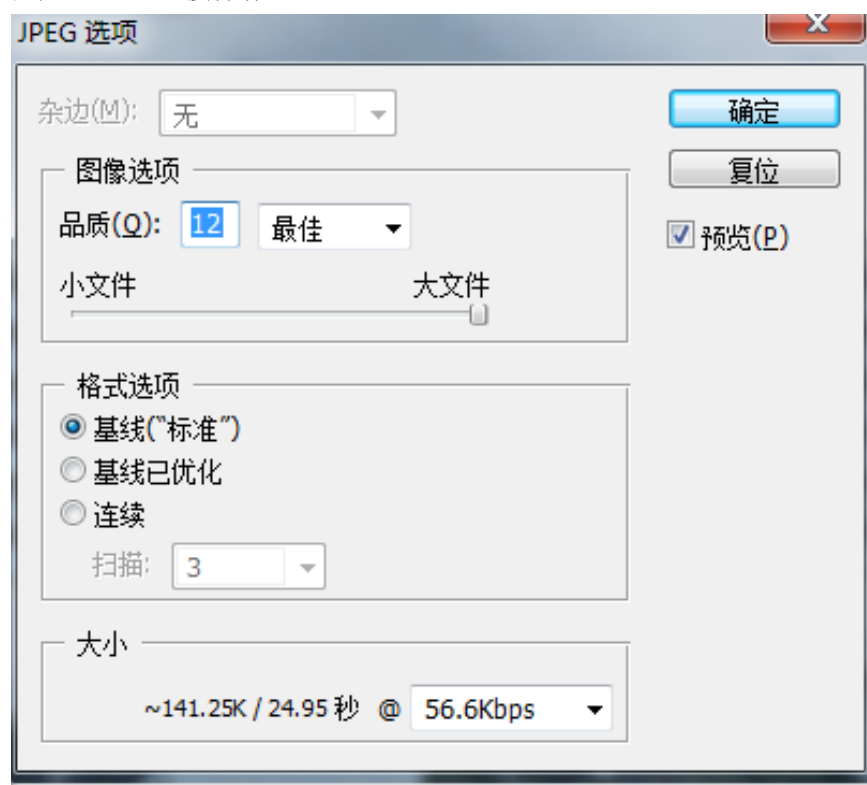 JPEG 选项
杂边(M): 无
确定
图像选项
复位
品质(Q): 12 最佳
预览(P)
小文件 大文件
格式选项
基线("标准")
基线已优化
连续
扫描: 3
大小
~141.25K / 24.95 秒 @ 56.6Kbps